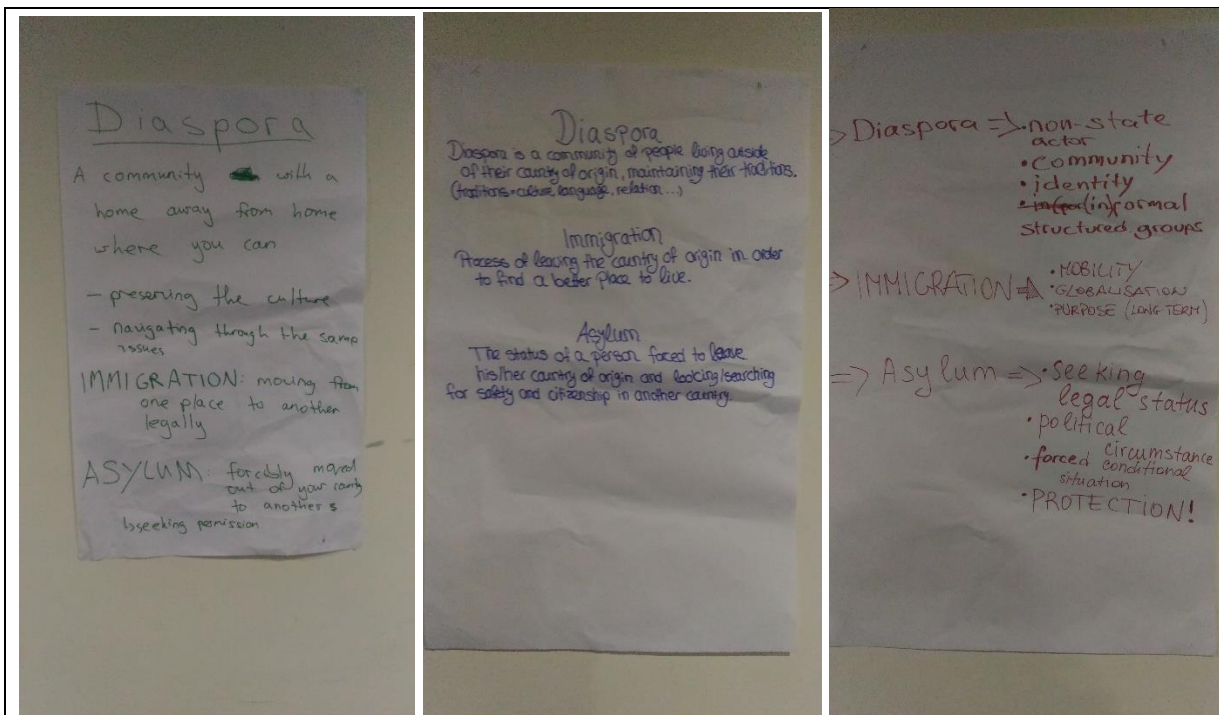 Diaspora
A community with a
home away from home
where you can
- preserving the culture
- navigating through the same
issues
IMMIGRATION: moving from
one place to another
legally
ASYLUM: forcibly moved
out of your
to another s
seeking permission
Diaspora
Diaspora is a community of people living outside
of their country of origin, maintaining their traditions.
(traditions=culture, language, relation...)
Immigration
Process of leaving the country of origin in order
to find a better place to live.
Asylum
The status of a person forced to leave
his/her country of origin and looking/searching
for safety and citizenship in another country.
Diaspora => • non-state
actor
• community
• identity
• (in)formal
structured groups
=> IMMIGRATION => • MOBILITY
• GLOBALISATION
• PURPOSE (LONG TERM)
=> Asylum => • Seeking
legal status
• political
• forced circumstance
conditional
situation
• PROTECTION!